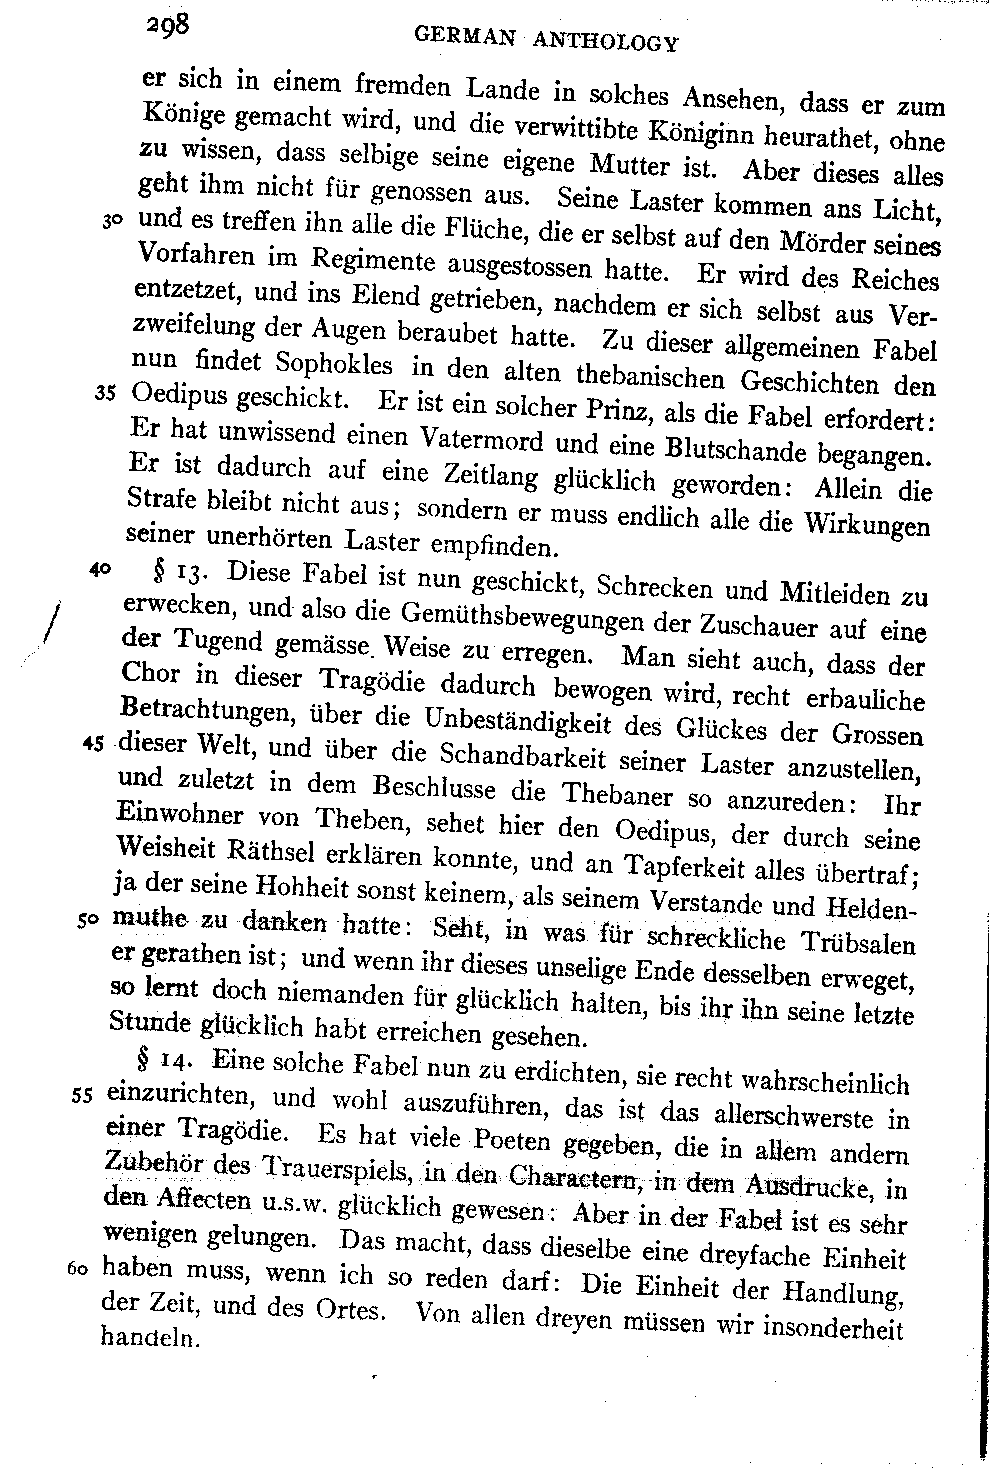 298 GERMAN ANTHOLOGY
er sich in einem fremden Lande in solches Ansehen, dass er zum
Könige gemacht wird, und die verwittibte Königinn heurathet, ohne
zu wissen, dass selbige seine eigene Mutter ist. Aber dieses alles
geht ihm nicht für genossen aus. Seine Laster kommen ans Licht,
30 und es treffen ihn alle die Flüche, die er selbst auf den Mörder seines
Vorfahren im Regimente ausgestossen hatte. Er wird des Reiches
entzetzet, und ins Elend getrieben, nachdem er sich selbst aus Ver-
zweifelung der Augen beraubet hatte. Zu dieser allgemeinen Fabel
nun findet Sophokles in den alten thebanischen Geschichten den
35 Oedipus geschickt. Er ist ein solcher Prinz, als die Fabel erfordert:
Er hat unwissend einen Vatermord und eine Blutschande begangen.
Er ist dadurch auf eine Zeitlang glücklich geworden: Allein die
Strafe bleibt nicht aus; sondern er muss endlich alle die Wirkungen
seiner unerhörten Laster empfinden.
40 § 13. Diese Fabel ist nun geschickt, Schrecken und Mitleiden zu
erwecken, und also die Gemüthsbewegungen der Zuschauer auf eine
der Tugend gemässe Weise zu erregen. Man sieht auch, dass der
Chor in dieser Tragödie dadurch bewogen wird, recht erbauliche
Betrachtungen, über die Unbeständigkeit des Glückes der Grossen
45 dieser Welt, und über die Schandbarkeit seiner Laster anzustellen,
und zuletzt in dem Beschlusse die Thebaner so anzureden: Ihr
Einwohner von Theben, sehet hier den Oedipus, der durch seine
Weisheit Räthsel erklären konnte, und an Tapferkeit alles übertraf;
ja der seine Hohheit sonst keinem, als seinem Verstande und Helden-
50 muthe zu danken hatte: Seht, in was für schreckliche Trübsalen
er gerathen ist; und wenn ihr dieses unselige Ende desselben erweget,
so lernt doch niemanden für glücklich halten, bis ihr ihn seine letzte
Stunde glücklich habt erreichen gesehen.
§ 14. Eine solche Fabel nun zu erdichten, sie recht wahrscheinlich
55 einzurichten, und wohl auszuführen, das ist das allerschwerste in
einer Tragödie. Es hat viele Poeten gegeben, die in allem andern
Zubehör des Trauerspiels, in den Charactern, in dem Ausdrucke, in
den Affecten u.s.w. glücklich gewesen: Aber in der Fabel ist es sehr
wenigen gelungen. Das macht, dass dieselbe eine dreyfache Einheit
60 haben muss, wenn ich so reden darf: Die Einheit der Handlung,
der Zeit, und des Ortes. Von allen dreyen müssen wir insonderheit
handeln.